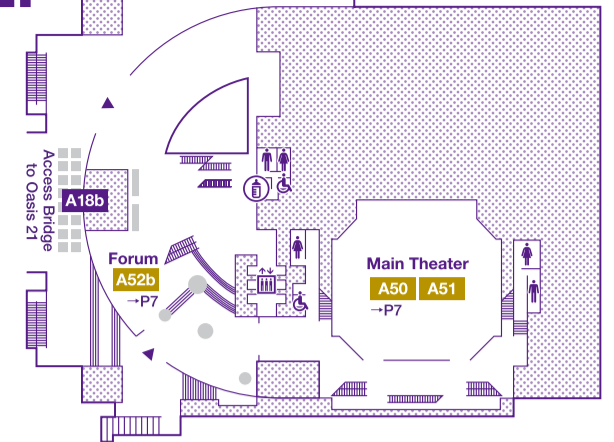 Access Bridge
to Oasis 21
A18b
Forum
A52b
→P7
Main Theater
A50 A51
→P7